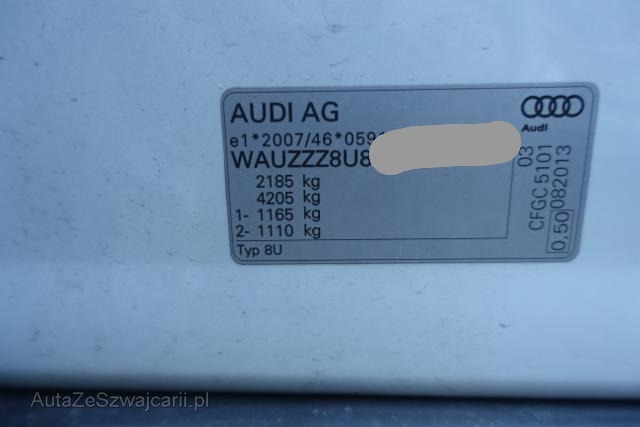 AUDI AG
Audi
e1*2007/46*059
WAUZZZ8U8
2185 kg
4205 kg
1- 1165 kg
2- 1110 kg
Typ 8U
03
CFGC 5101
0,50 082013
AutaZeSzwajcarii.pl